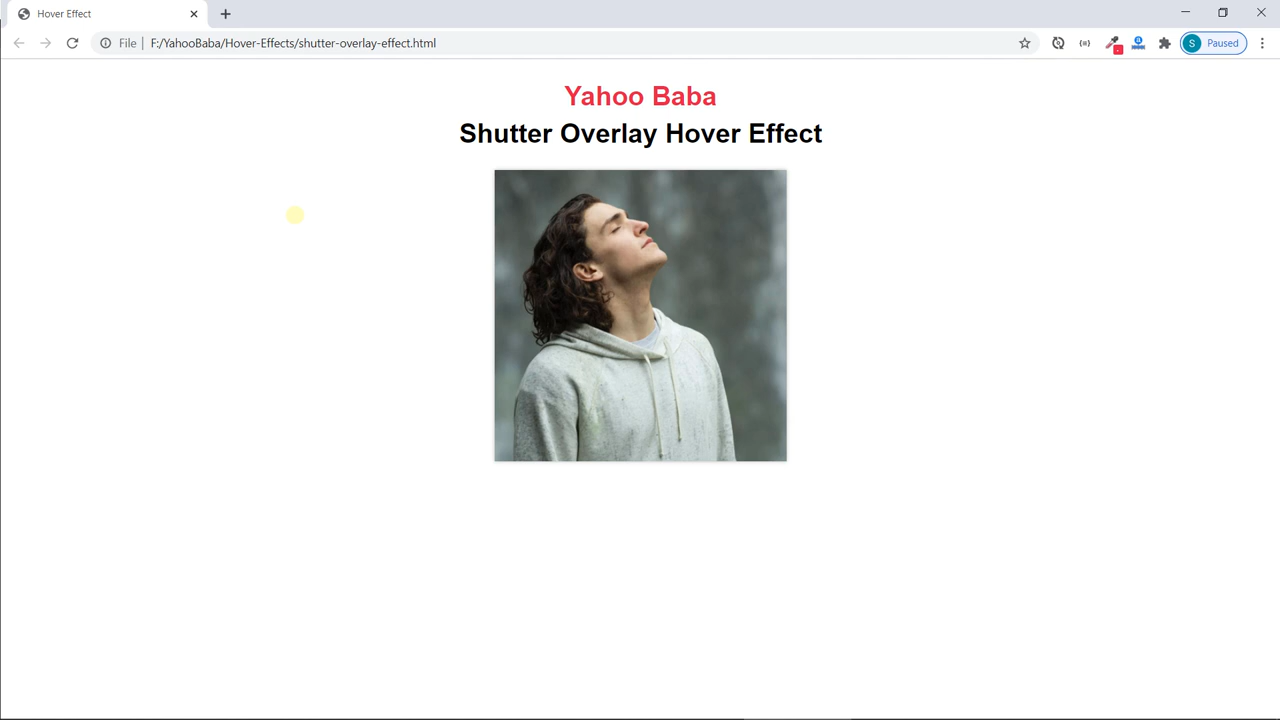 Hover Effect
File F:/YahooBaba/Hover-Effects/shutter-overlay-effect.html
S Paused
Yahoo Baba
Shutter Overlay Hover Effect